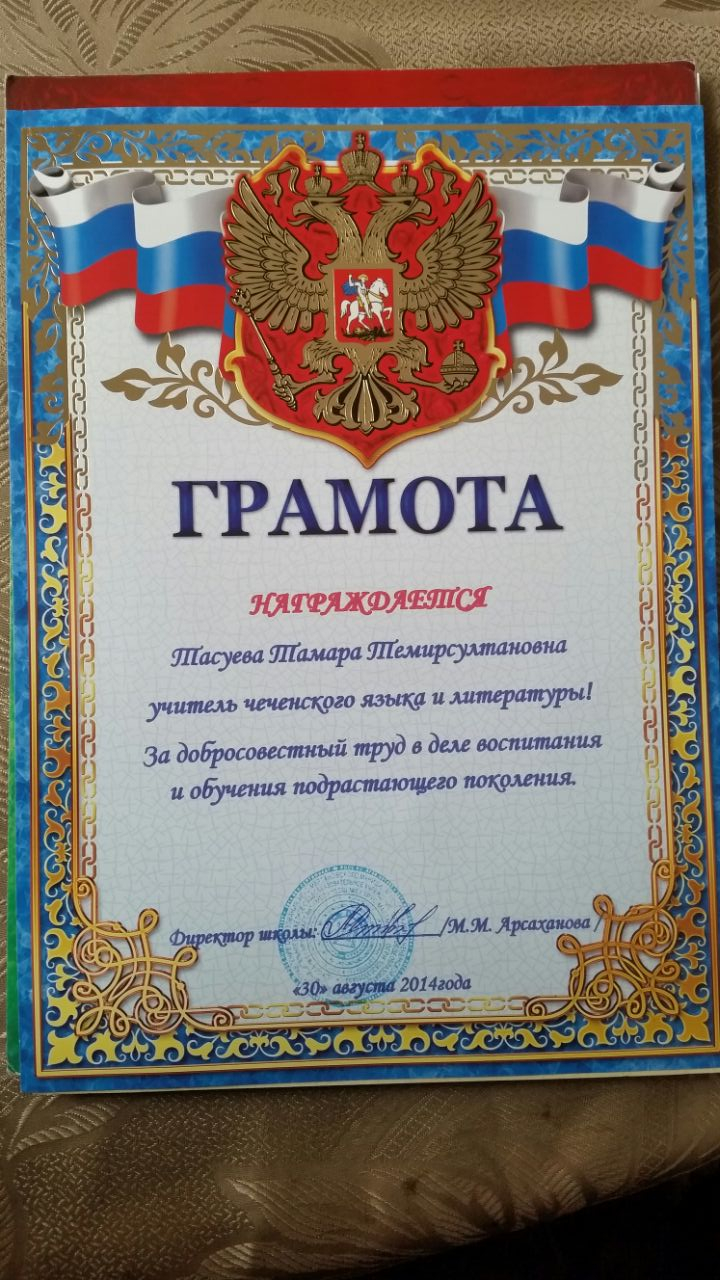 ГРАМОТА
НАГРАЖДАЕТСЯ
Тасуева Тамара Темирсултановна
учитель чеченского языка и литературы!
За добросовестный труд в деле воспитания
и обучения подрастающего поколения.
Директор школы: /М.М. Арсаханова /
«30» августа 2014года